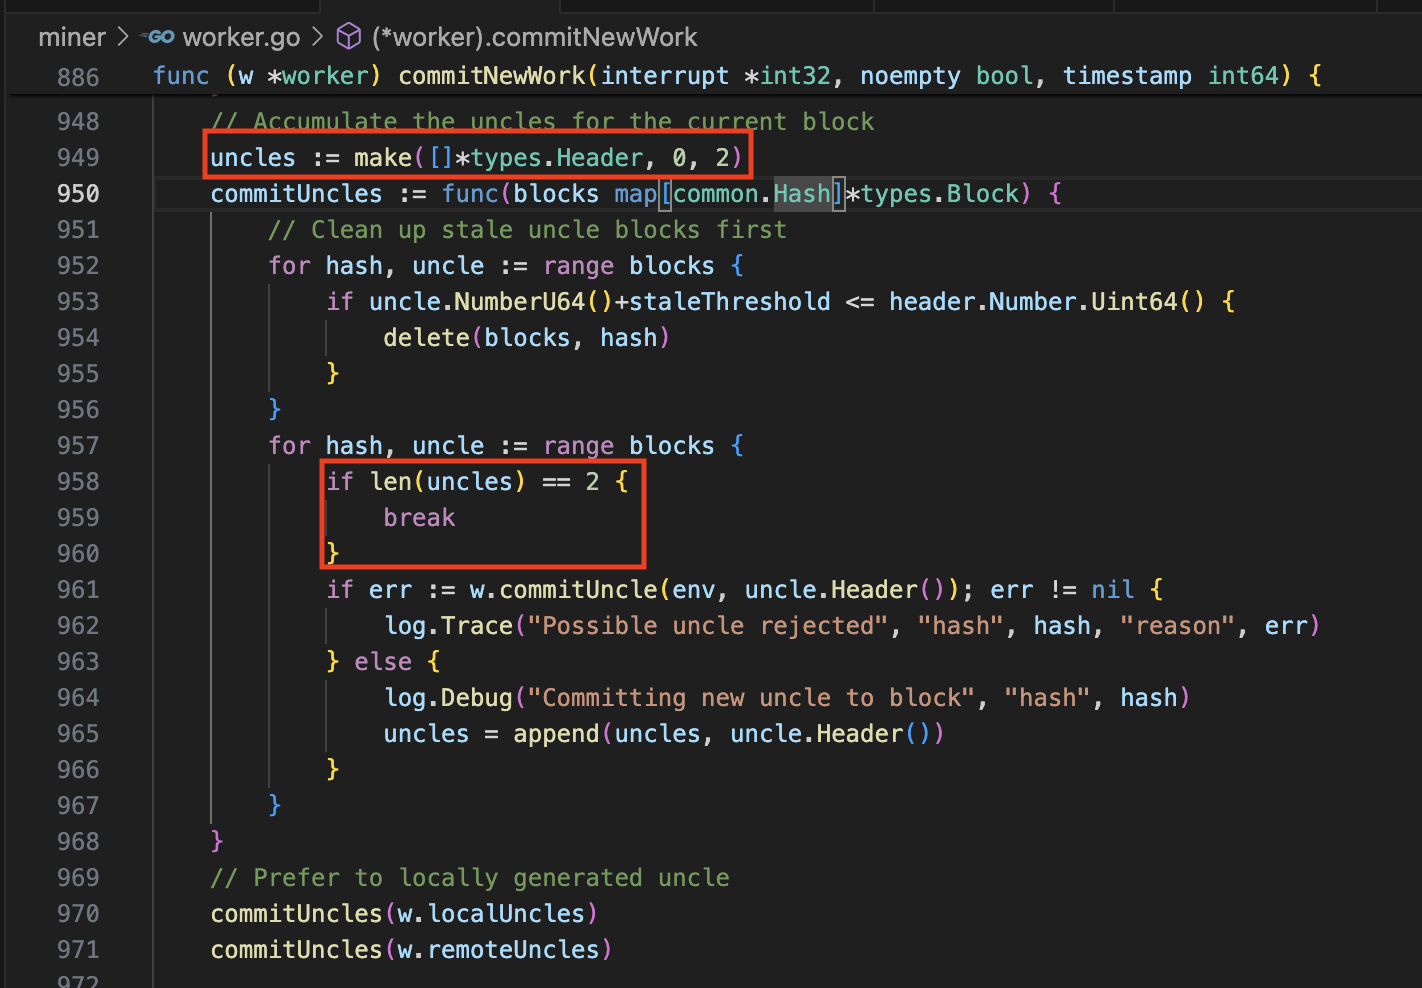 miner > GO worker.go > (*worker).commitNewWork
886 func (w *worker) commitNewWork(interrupt *int32, noempty bool, timestamp int64) {
948 // Accumulate the uncles for the current block
949 uncles := make([]*types.Header, 0, 2)
950 commitUncles := func(blocks map[common.Hash]*types.Block) {
951 // Clean up stale uncle blocks first
952 for hash, uncle := range blocks {
953 if uncle.NumberU64()+staleThreshold <= header.Number.Uint64() {
954 delete(blocks, hash)
955 }
956 }
957 for hash, uncle := range blocks {
958 if len(uncles) == 2 {
959 break
960 }
961 if err := w.commitUncle(env, uncle.Header()); err != nil {
962 log.Trace("Possible uncle rejected", "hash", hash, "reason", err)
963 } else {
964 log.Debug("Committing new uncle to block", "hash", hash)
965 uncles = append(uncles, uncle.Header())
966 }
967 }
968 }
969 // Prefer to locally generated uncle
970 commitUncles(w.localUncles)
971 commitUncles(w.remoteUncles)
972